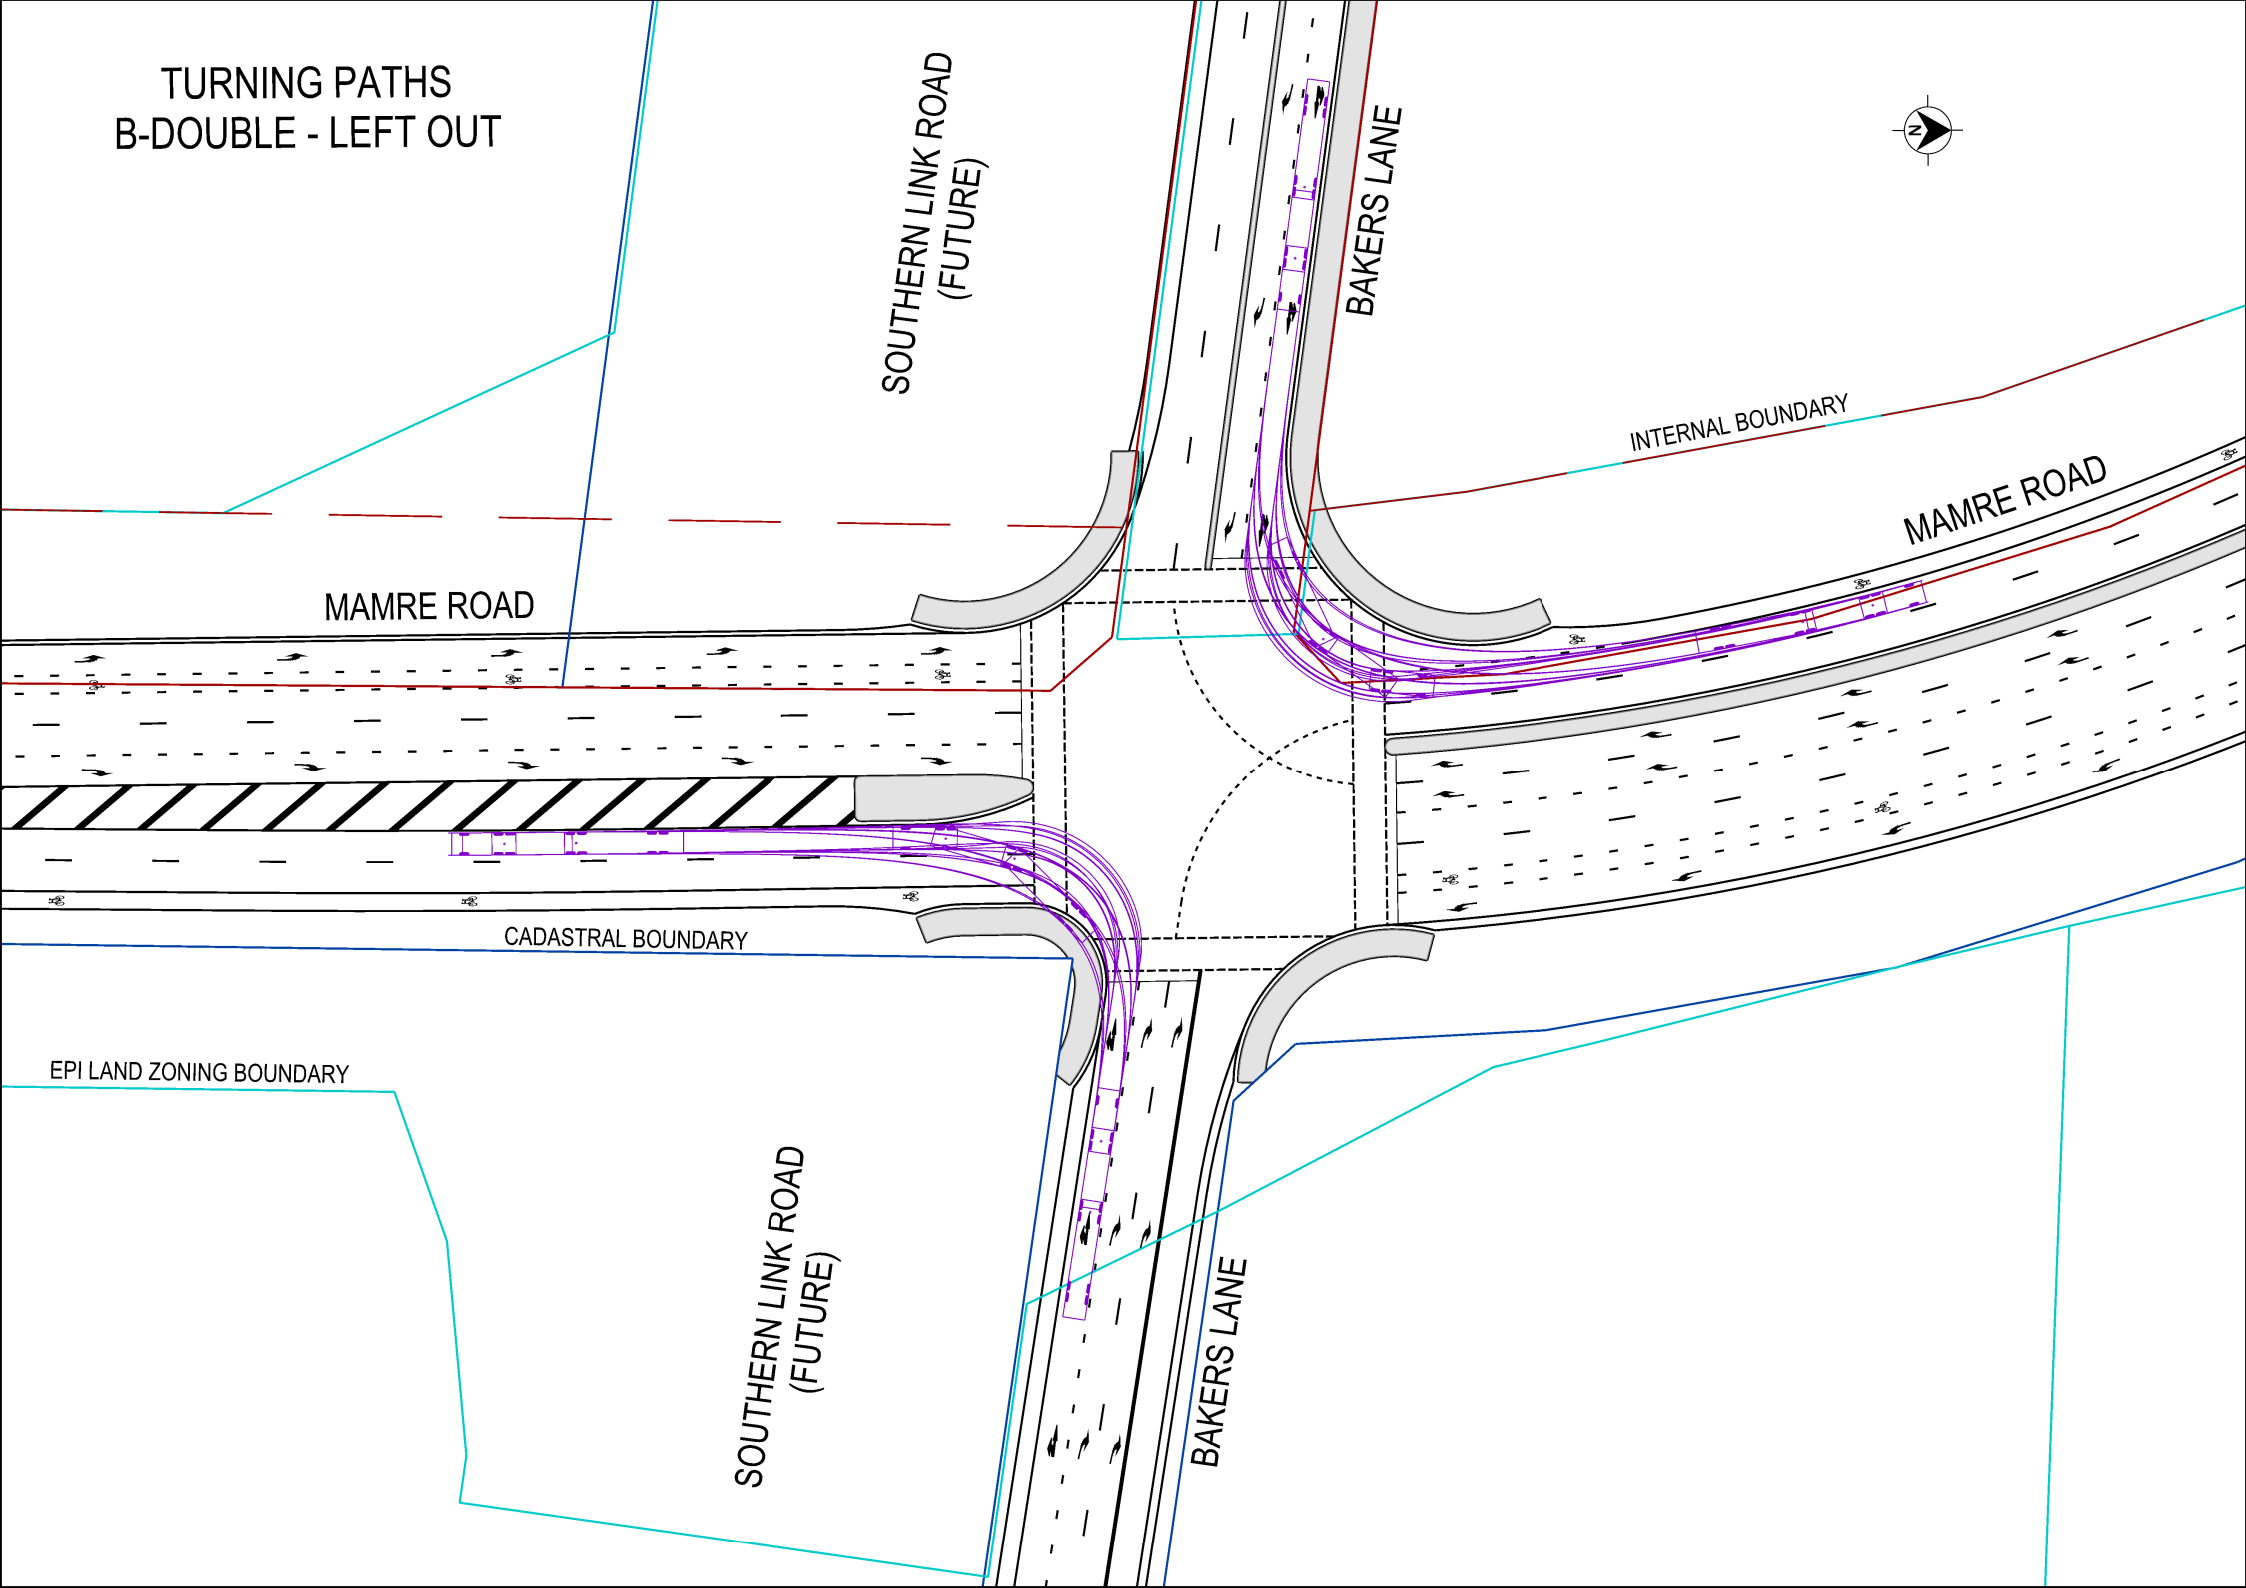 TURNING PATHS
B-DOUBLE - LEFT OUT
SOUTHERN LINK ROAD
(FUTURE)
BAKERS LANE
N
INTERNAL BOUNDARY
MAMRE ROAD
MAMRE ROAD
CADASTRAL BOUNDARY
EPI LAND ZONING BOUNDARY
SOUTHERN LINK ROAD
(FUTURE)
BAKERS LANE